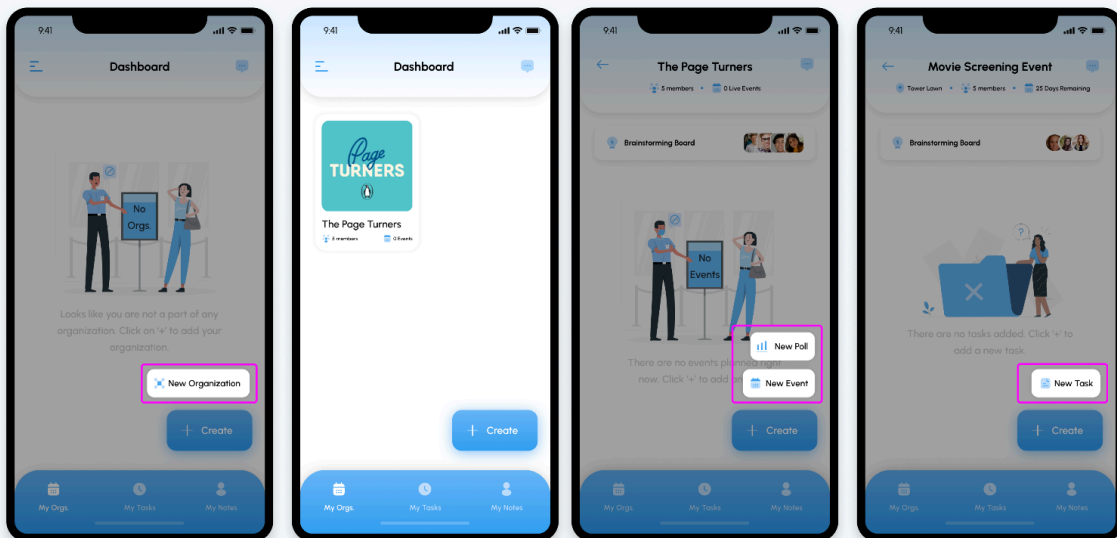 9:41
Dashboard
No
Orgs.
Looks like you are not a part of any
organization. Click on '+' to add your
organization
New Organization
+ Create
My Orgs.
My Tasks
My Notes
9:41
Dashboard
Page
TURNERS
The Page Turners
5 members
0 Events
+ Create
My Orgs.
My Tasks
My Notes
9:41
The Page Turners
5 members • 0 Live Events
Brainstorming Board
No
Events
There are no events planned right
now. Click '+' to add an
New Poll
New Event
+ Create
My Orgs.
My Tasks
My Notes
9:41
Movie Screening Event
Tower Lawn • 5 members • 25 Days Remaining
Brainstorming Board
?
There are no tasks added. Click '+' to
add a new task.
New Task
+ Create
My Orgs.
My Tasks
My Notes